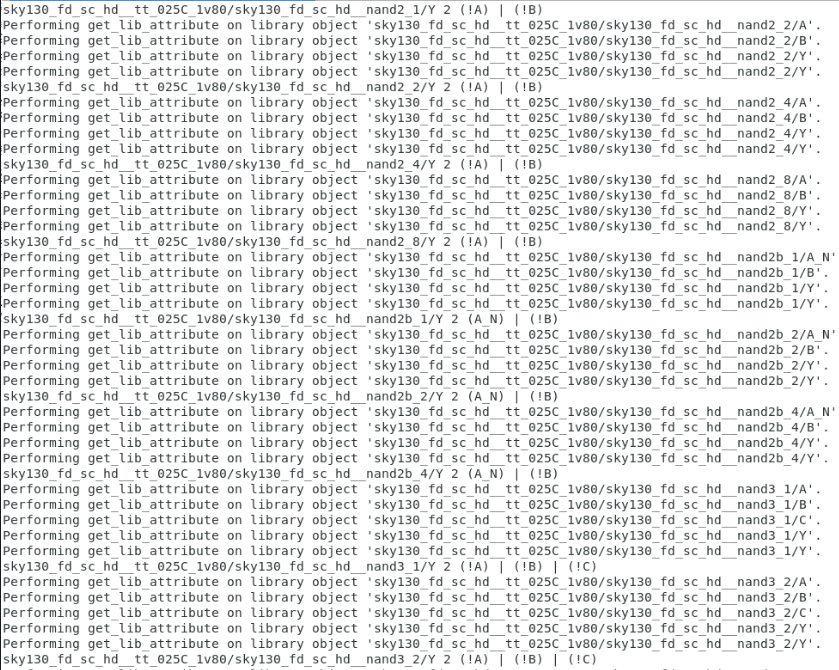 sky130_fd_sc_hd__tt_025C_1v80/sky130_fd_sc_hd__nand2_1/Y 2 (!A) | (!B)
Performing get_lib_attribute on library object 'sky130_fd_sc_hd__tt_025C_1v80/sky130_fd_sc_hd__nand2_2/A'.
Performing get_lib_attribute on library object 'sky130_fd_sc_hd__tt_025C_1v80/sky130_fd_sc_hd__nand2_2/B'.
Performing get_lib_attribute on library object 'sky130_fd_sc_hd__tt_025C_1v80/sky130_fd_sc_hd__nand2_2/Y'.
Performing get_lib_attribute on library object 'sky130_fd_sc_hd__tt_025C_1v80/sky130_fd_sc_hd__nand2_2/Y'.
sky130_fd_sc_hd__tt_025C_1v80/sky130_fd_sc_hd__nand2_2/Y 2 (!A) | (!B)
Performing get_lib_attribute on library object 'sky130_fd_sc_hd__tt_025C_1v80/sky130_fd_sc_hd__nand2_4/A'.
Performing get_lib_attribute on library object 'sky130_fd_sc_hd__tt_025C_1v80/sky130_fd_sc_hd__nand2_4/B'.
Performing get_lib_attribute on library object 'sky130_fd_sc_hd__tt_025C_1v80/sky130_fd_sc_hd__nand2_4/Y'.
Performing get_lib_attribute on library object 'sky130_fd_sc_hd__tt_025C_1v80/sky130_fd_sc_hd__nand2_4/Y'.
sky130_fd_sc_hd__tt_025C_1v80/sky130_fd_sc_hd__nand2_4/Y 2 (!A) | (!B)
Performing get_lib_attribute on library object 'sky130_fd_sc_hd__tt_025C_1v80/sky130_fd_sc_hd__nand2_8/A'.
Performing get_lib_attribute on library object 'sky130_fd_sc_hd__tt_025C_1v80/sky130_fd_sc_hd__nand2_8/B'.
Performing get_lib_attribute on library object 'sky130_fd_sc_hd__tt_025C_1v80/sky130_fd_sc_hd__nand2_8/Y'.
Performing get_lib_attribute on library object 'sky130_fd_sc_hd__tt_025C_1v80/sky130_fd_sc_hd__nand2_8/Y'.
sky130_fd_sc_hd__tt_025C_1v80/sky130_fd_sc_hd__nand2_8/Y 2 (!A) | (!B)
Performing get_lib_attribute on library object 'sky130_fd_sc_hd__tt_025C_1v80/sky130_fd_sc_hd__nand2b_1/A_N'
Performing get_lib_attribute on library object 'sky130_fd_sc_hd__tt_025C_1v80/sky130_fd_sc_hd__nand2b_1/B'.
Performing get_lib_attribute on library object 'sky130_fd_sc_hd__tt_025C_1v80/sky130_fd_sc_hd__nand2b_1/Y'.
Performing get_lib_attribute on library object 'sky130_fd_sc_hd__tt_025C_1v80/sky130_fd_sc_hd__nand2b_1/Y'.
sky130_fd_sc_hd__tt_025C_1v80/sky130_fd_sc_hd__nand2b_1/Y 2 (A_N) | (!B)
Performing get_lib_attribute on library object 'sky130_fd_sc_hd__tt_025C_1v80/sky130_fd_sc_hd__nand2b_2/A_N'
Performing get_lib_attribute on library object 'sky130_fd_sc_hd__tt_025C_1v80/sky130_fd_sc_hd__nand2b_2/B'.
Performing get_lib_attribute on library object 'sky130_fd_sc_hd__tt_025C_1v80/sky130_fd_sc_hd__nand2b_2/Y'.
Performing get_lib_attribute on library object 'sky130_fd_sc_hd__tt_025C_1v80/sky130_fd_sc_hd__nand2b_2/Y'.
sky130_fd_sc_hd__tt_025C_1v80/sky130_fd_sc_hd__nand2b_2/Y 2 (A_N) | (!B)
Performing get_lib_attribute on library object 'sky130_fd_sc_hd__tt_025C_1v80/sky130_fd_sc_hd__nand2b_4/A_N'
Performing get_lib_attribute on library object 'sky130_fd_sc_hd__tt_025C_1v80/sky130_fd_sc_hd__nand2b_4/B'.
Performing get_lib_attribute on library object 'sky130_fd_sc_hd__tt_025C_1v80/sky130_fd_sc_hd__nand2b_4/Y'.
Performing get_lib_attribute on library object 'sky130_fd_sc_hd__tt_025C_1v80/sky130_fd_sc_hd__nand2b_4/Y'.
sky130_fd_sc_hd__tt_025C_1v80/sky130_fd_sc_hd__nand2b_4/Y 2 (A_N) | (!B)
Performing get_lib_attribute on library object 'sky130_fd_sc_hd__tt_025C_1v80/sky130_fd_sc_hd__nand3_1/A'.
Performing get_lib_attribute on library object 'sky130_fd_sc_hd__tt_025C_1v80/sky130_fd_sc_hd__nand3_1/B'.
Performing get_lib_attribute on library object 'sky130_fd_sc_hd__tt_025C_1v80/sky130_fd_sc_hd__nand3_1/C'.
Performing get_lib_attribute on library object 'sky130_fd_sc_hd__tt_025C_1v80/sky130_fd_sc_hd__nand3_1/Y'.
Performing get_lib_attribute on library object 'sky130_fd_sc_hd__tt_025C_1v80/sky130_fd_sc_hd__nand3_1/Y'.
sky130_fd_sc_hd__tt_025C_1v80/sky130_fd_sc_hd__nand3_1/Y 2 (!A) | (!B) | (!C)
Performing get_lib_attribute on library object 'sky130_fd_sc_hd__tt_025C_1v80/sky130_fd_sc_hd__nand3_2/A'.
Performing get_lib_attribute on library object 'sky130_fd_sc_hd__tt_025C_1v80/sky130_fd_sc_hd__nand3_2/B'.
Performing get_lib_attribute on library object 'sky130_fd_sc_hd__tt_025C_1v80/sky130_fd_sc_hd__nand3_2/C'.
Performing get_lib_attribute on library object 'sky130_fd_sc_hd__tt_025C_1v80/sky130_fd_sc_hd__nand3_2/Y'.
Performing get_lib_attribute on library object 'sky130_fd_sc_hd__tt_025C_1v80/sky130_fd_sc_hd__nand3_2/Y'.
sky130_fd_sc_hd__tt_025C_1v80/sky130_fd_sc_hd__nand3_2/Y 2 (!A) | (!B) | (!C)